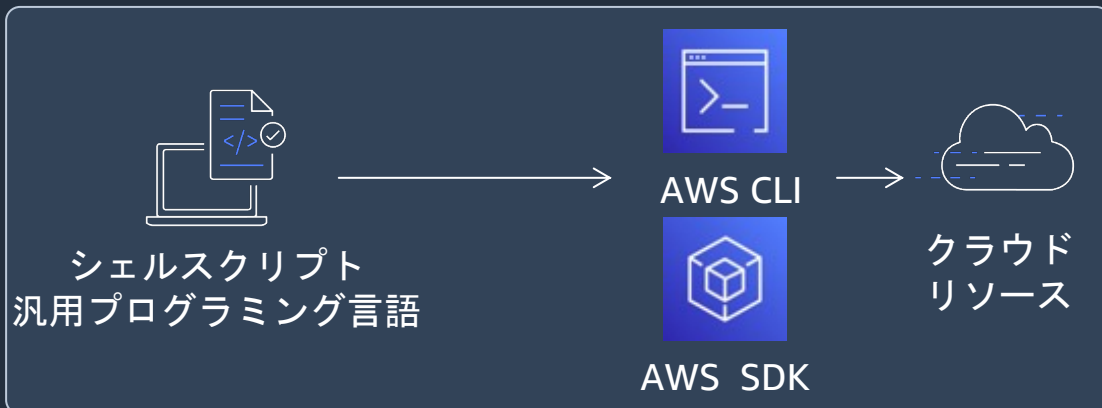 </>
AWS CLI
シェルスクリプト
汎用プログラミング言語
クラウド
リソース
AWS SDK